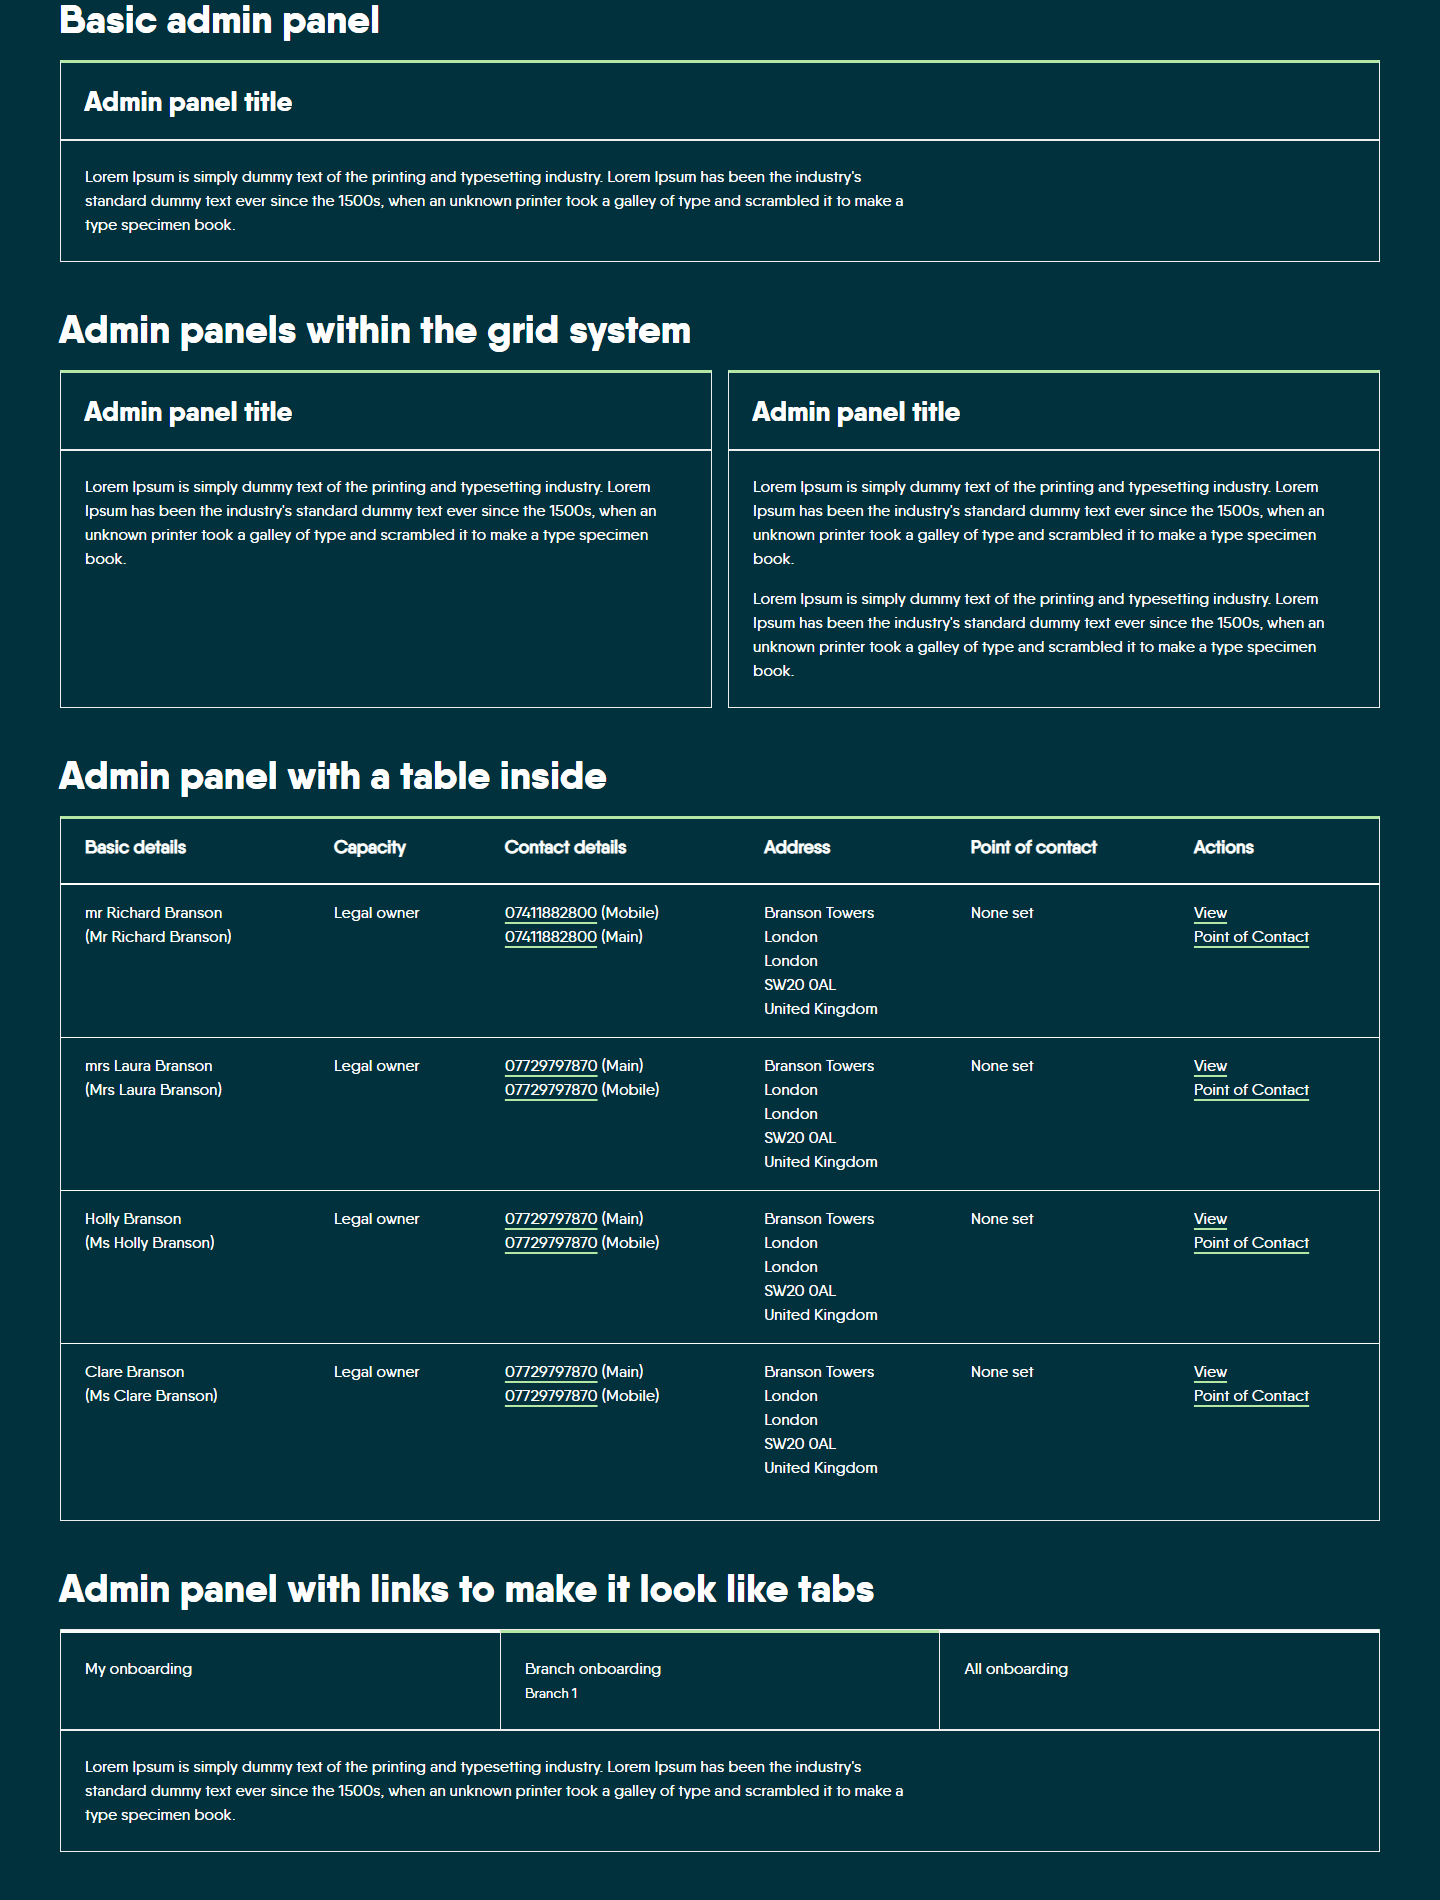 Basic admin panel
Admin panel title
Lorem Ipsum is simply dummy text of the printing and typesetting industry. Lorem Ipsum has been the industry's
standard dummy text ever since the 1500s, when an unknown printer took a galley of type and scrambled it to make a
type specimen book.
Admin panels within the grid system
Admin panel title
Lorem Ipsum is simply dummy text of the printing and typesetting industry. Lorem
Ipsum has been the industry's standard dummy text ever since the 1500s, when an
unknown printer took a galley of type and scrambled it to make a type specimen
book.
Admin panel title
Lorem Ipsum is simply dummy text of the printing and typesetting industry. Lorem
Ipsum has been the industry's standard dummy text ever since the 1500s, when an
unknown printer took a galley of type and scrambled it to make a type specimen
book.
Lorem Ipsum is simply dummy text of the printing and typesetting industry. Lorem
Ipsum has been the industry's standard dummy text ever since the 1500s, when an
unknown printer took a galley of type and scrambled it to make a type specimen
book.
Admin panel with a table inside
Basic details Capacity Contact details Address Point of contact Actions
mr Richard Branson Legal owner 07411882800 (Mobile) Branson Towers None set View
(Mr Richard Branson) 07411882800 (Main) London Point of Contact
London
SW20 0AL
United Kingdom
mrs Laura Branson Legal owner 07729797870 (Main) Branson Towers None set View
(Mrs Laura Branson) 07729797870 (Mobile) London Point of Contact
London
SW20 0AL
United Kingdom
Holly Branson Legal owner 07729797870 (Main) Branson Towers None set View
(Ms Holly Branson) 07729797870 (Mobile) London Point of Contact
London
SW20 0AL
United Kingdom
Clare Branson Legal owner 07729797870 (Main) Branson Towers None set View
(Ms Clare Branson) 07729797870 (Mobile) London Point of Contact
London
SW20 0AL
United Kingdom
Admin panel with links to make it look like tabs
My onboarding Branch onboarding All onboarding
Branch 1
Lorem Ipsum is simply dummy text of the printing and typesetting industry. Lorem Ipsum has been the industry's
standard dummy text ever since the 1500s, when an unknown printer took a galley of type and scrambled it to make a
type specimen book.